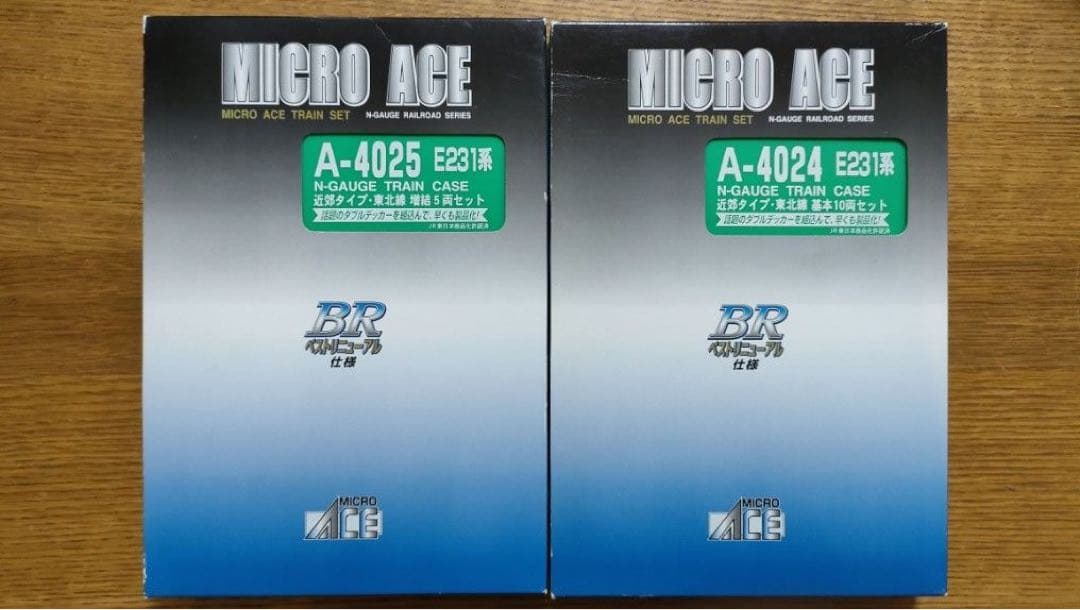 MICRO ACE
MICRO ACE TRAIN SET N-GAUGE RAILROAD SERIES
A-4025 E231系
N-GAUGE TRAIN CASE
近郊タイプ・東北線 増結5両セット
話題のダブルデッカーを組込んで、早くも製品化!
JR東日本商品化許諾済
BR
ベストリニューアル
仕様
MICRO
ACE
MICRO ACE
MICRO ACE TRAIN SET N-GAUGE RAILROAD SERIES
A-4024 E231系
N-GAUGE TRAIN CASE
近郊タイプ・東北線 基本10両セット
話題のダブルデッカーを組込んで、早くも製品化!
JR東日本商品化許諾済
BR
ベストリニューアル
仕様
MICRO
ACE